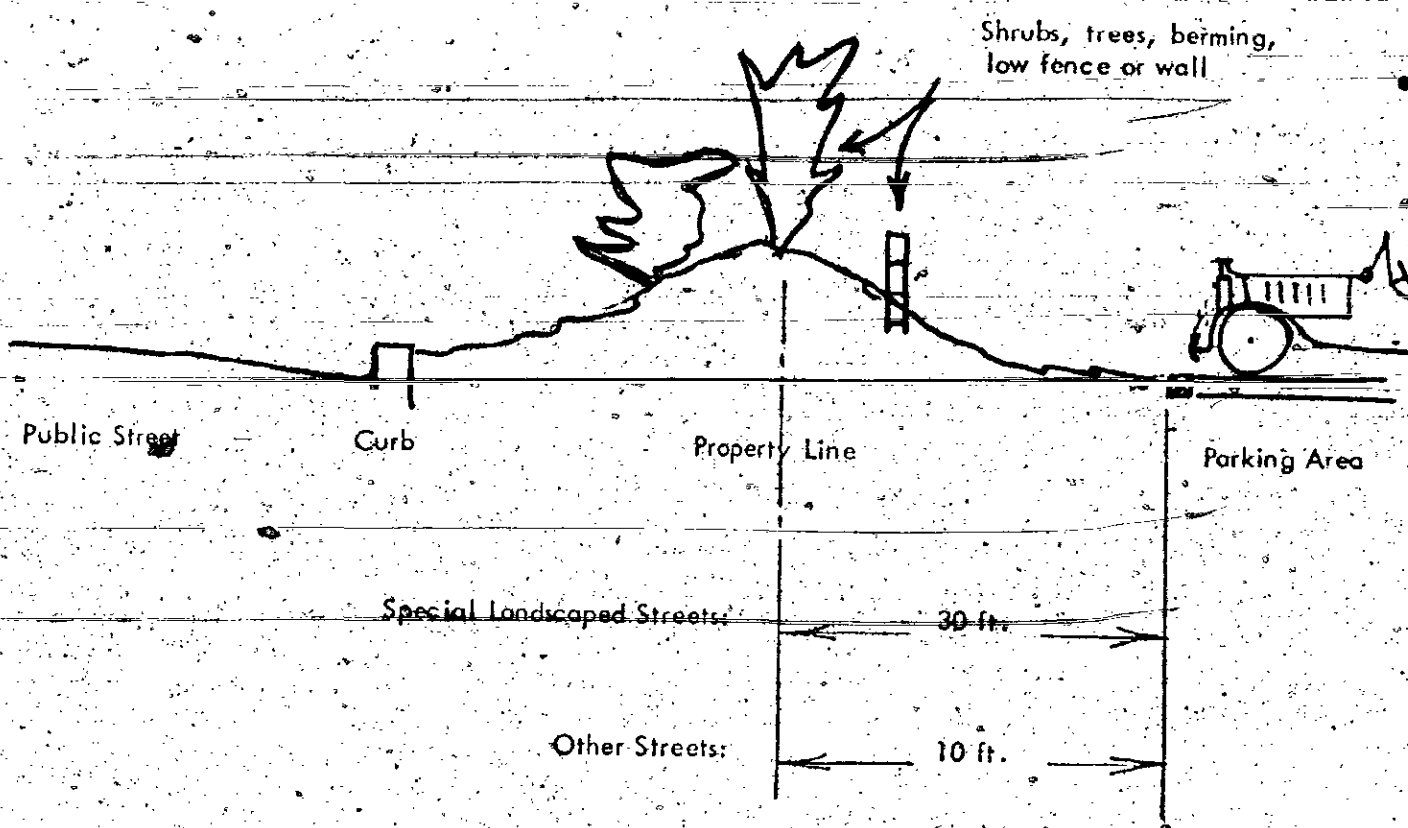 Shrubs, trees, berming,
low fence or wall
Public Street
Curb
Property Line
Parking Area
Special Landscaped Streets:
30 ft.
Other Streets:
10 ft.